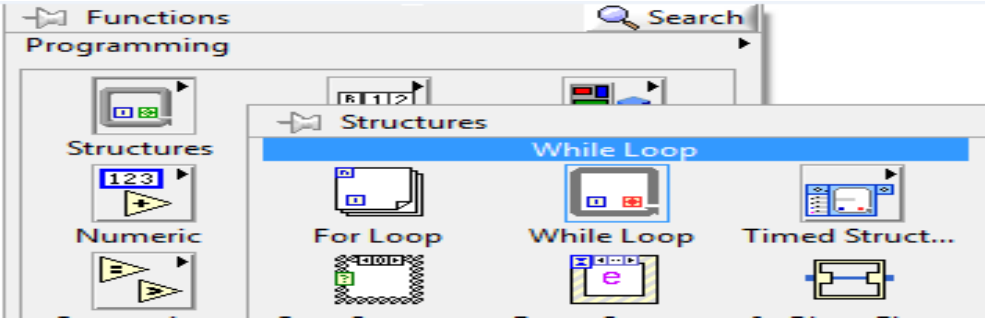 Functions
Search
Programming
Structures
Structures
While Loop
123
Numeric
For Loop
While Loop
Timed Struct...